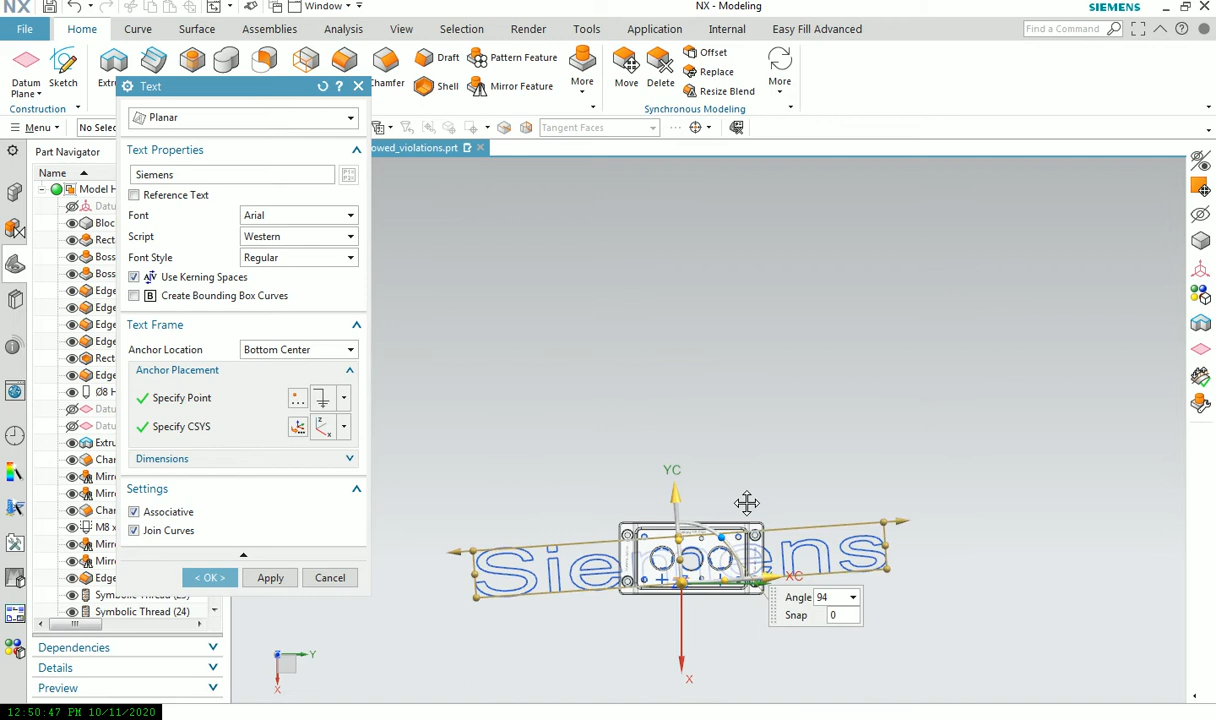 NX
Window
NX - Modeling
SIEMENS
File
Home
Curve
Surface
Assemblies
Analysis
View
Selection
Render
Tools
Application
Internal
Easy Fill Advanced
Find a Command
Datum
Plane
Sketch
Chamfer
Draft
Shell
Pattern Feature
Mirror Feature
More
Move
Delete
Offset
Replace
Resize Blend
More
Construction
Synchronous Modeling
Menu
Tangent Faces
Text
Planar
Text Properties
Siemens
Reference Text
Font
Arial
Script
Western
Font Style
Regular
Use Kerning Spaces
B Create Bounding Box Curves
Text Frame
Anchor Location
Bottom Center
Anchor Placement
Specify Point
Specify CSYS
Dimensions
Settings
Associative
Join Curves
< OK >
Apply
Cancel
owed_violations.prt
Part Navigator
Name
Model H
Datu
Bloc
Rect
Boss
Boss
Edge
Edge
Edge
Edge
Rect
Edge
Ø8 H
Datu
Datu
Extru
Cha
Mirr
Mirr
Cha
M8 x
Mirr
Mirr
Edge
Symbolic Thread (24)
Dependencies
Details
Preview
YC
XC
X
Siemens
Angle 94
Snap 0
Y
X
12:50:47 PM 10/11/2020